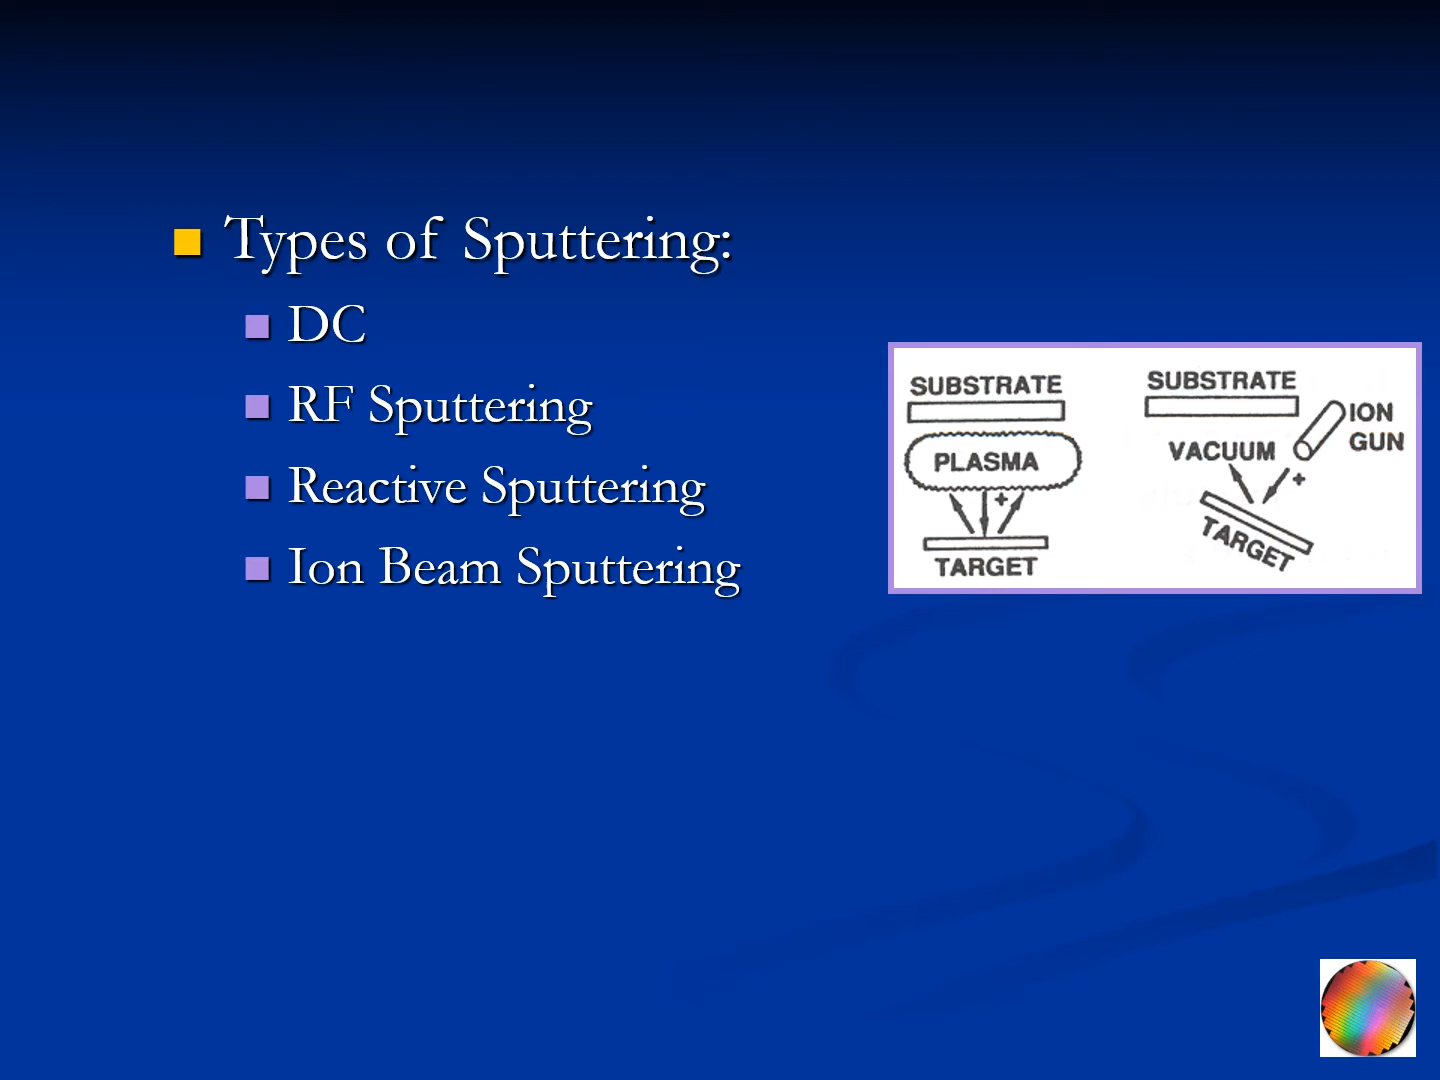 Types of Sputtering:
DC
RF Sputtering
Reactive Sputtering
Ion Beam Sputtering
SUBSTRATE
PLASMA
+
TARGET
SUBSTRATE
ION
GUN
VACUUM
+
TARGET